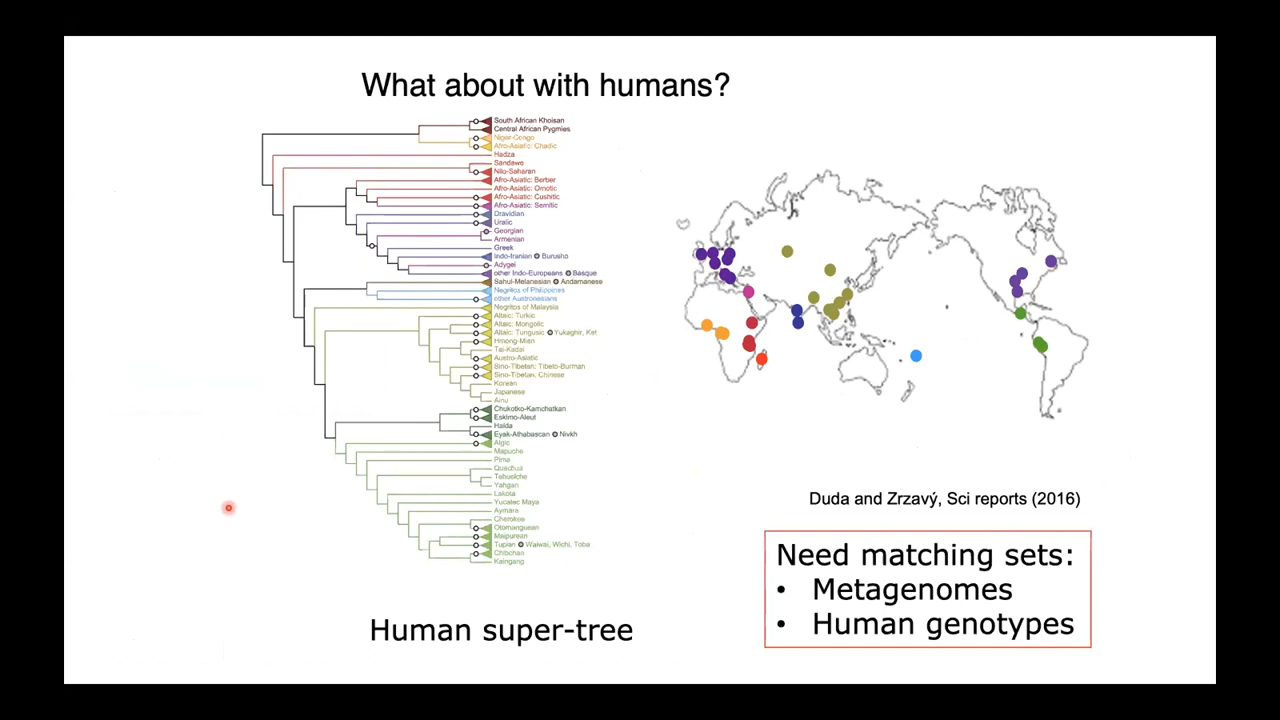 What about with humans?
South African Khoisan
Central African Pygmies
Niger-Congo
Afro-Asiatic: Chadic
Hadza
Sandawe
Nilo-Saharan
Afro-Asiatic: Berber
Afro-Asiatic: Omotic
Afro-Asiatic: Cushitic
Afro-Asiatic: Semitic
Dravidian
Uralic
Georgian
Armenian
Greek
Indo-Iranian Burusho
Adygei
other Indo-Europeans Basque
Sahul-Melanesian Andamanese
Negritos of Philippines
other Austronesians
Negritos of Malaysia
Altaic: Turkic
Altaic: Mongolic
Altaic: Tungusic Yukaghir, Ket
Hmong-Mien
Tai-Kadai
Austro-Asiatic
Sino-Tibetan: Tibeto-Burman
Sino-Tibetan: Chinese
Korean
Japanese
Ainu
Chukotko-Kamchatkan
Eskimo-Aleut
Haida
Eyak-Athabascan Nivkh
Algic
Mapuche
Pima
Quechua
Tehuelche
Yahgan
Lakota
Yucatec Maya
Aymara
Cherokee
Otomanguean
Maipurean
Tupian Waiwai, Wichi, Toba
Chibchan
Kaingang
Human super-tree
Duda and Zrzavý, Sci reports (2016)
Need matching sets:
• Metagenomes
• Human genotypes